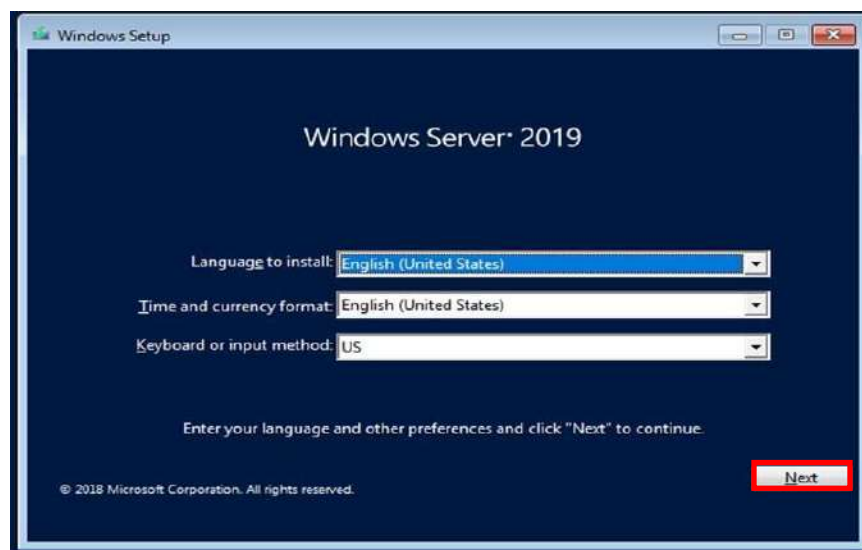 Windows Setup
Windows Server® 2019
Language to install: English (United States)
Time and currency format: English (United States)
Keyboard or input method: US
Enter your language and other preferences and click "Next" to continue.
Next
© 2018 Microsoft Corporation. All rights reserved.